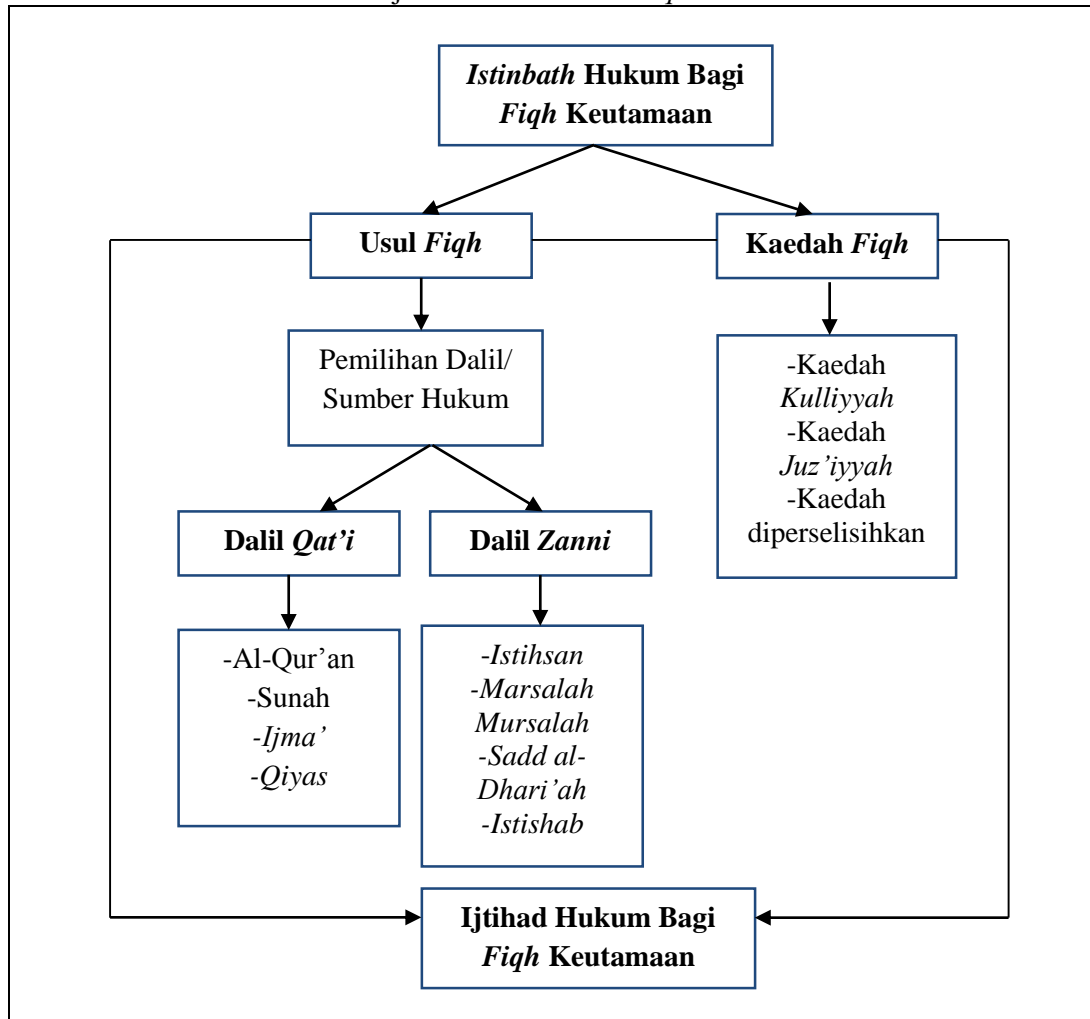 Istinbath Hukum Bagi
Fiqh Keutamaan
Usul Fiqh
Kaedah Fiqh
Pemilihan Dalil/
Sumber Hukum
-Kaedah
Kulliyyah
-Kaedah
Juz’iyyah
-Kaedah
diperselisihkan
Dalil Qat’i
Dalil Zanni
-Al-Qur’an
-Sunah
-Ijma’
-Qiyas
-Istihsan
-Marsalah
Mursalah
-Sadd al-
Dhari’ah
-Istishab
Ijtihad Hukum Bagi
Fiqh Keutamaan